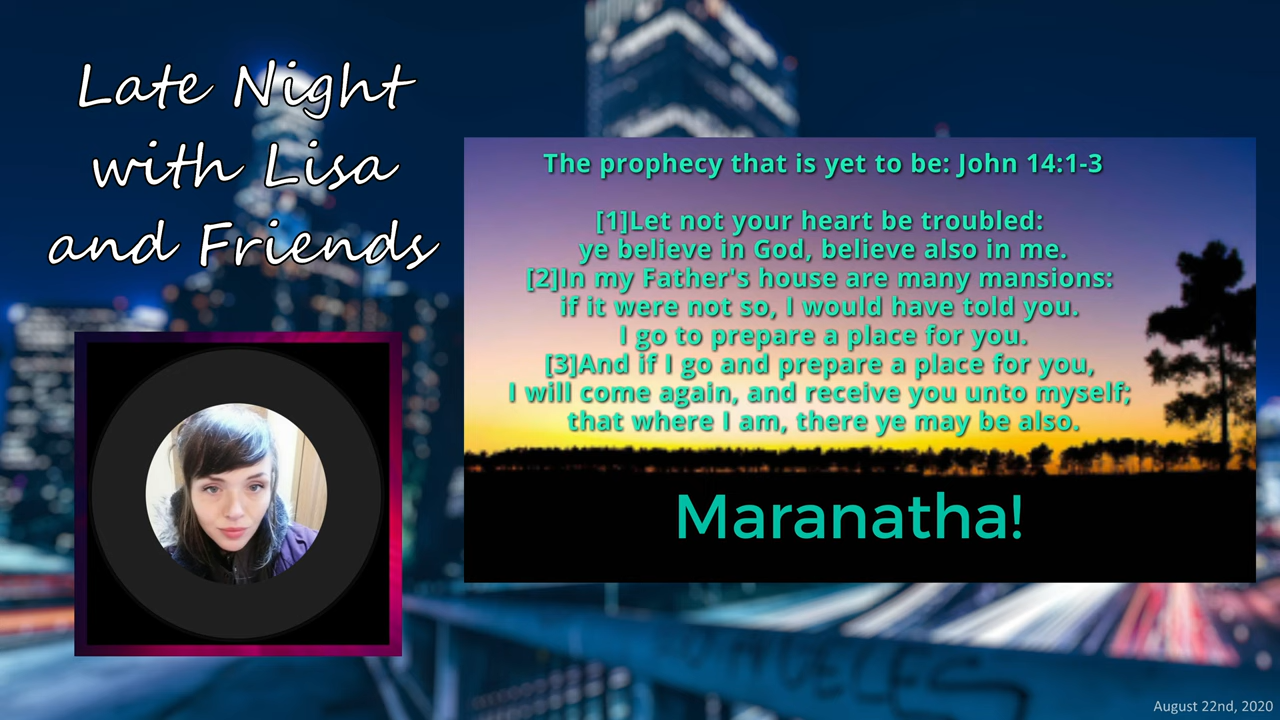 Late Night
with Lisa
and Friends
The prophecy that is yet to be: John 14:1-3
[1]Let not your heart be troubled:
ye believe in God, believe also in me.
[2]In my Father's house are many mansions:
if it were not so, I would have told you.
I go to prepare a place for you.
[3]And if I go and prepare a place for you,
I will come again, and receive you unto myself;
that where I am, there ye may be also.
Maranatha!
August 22nd, 2020